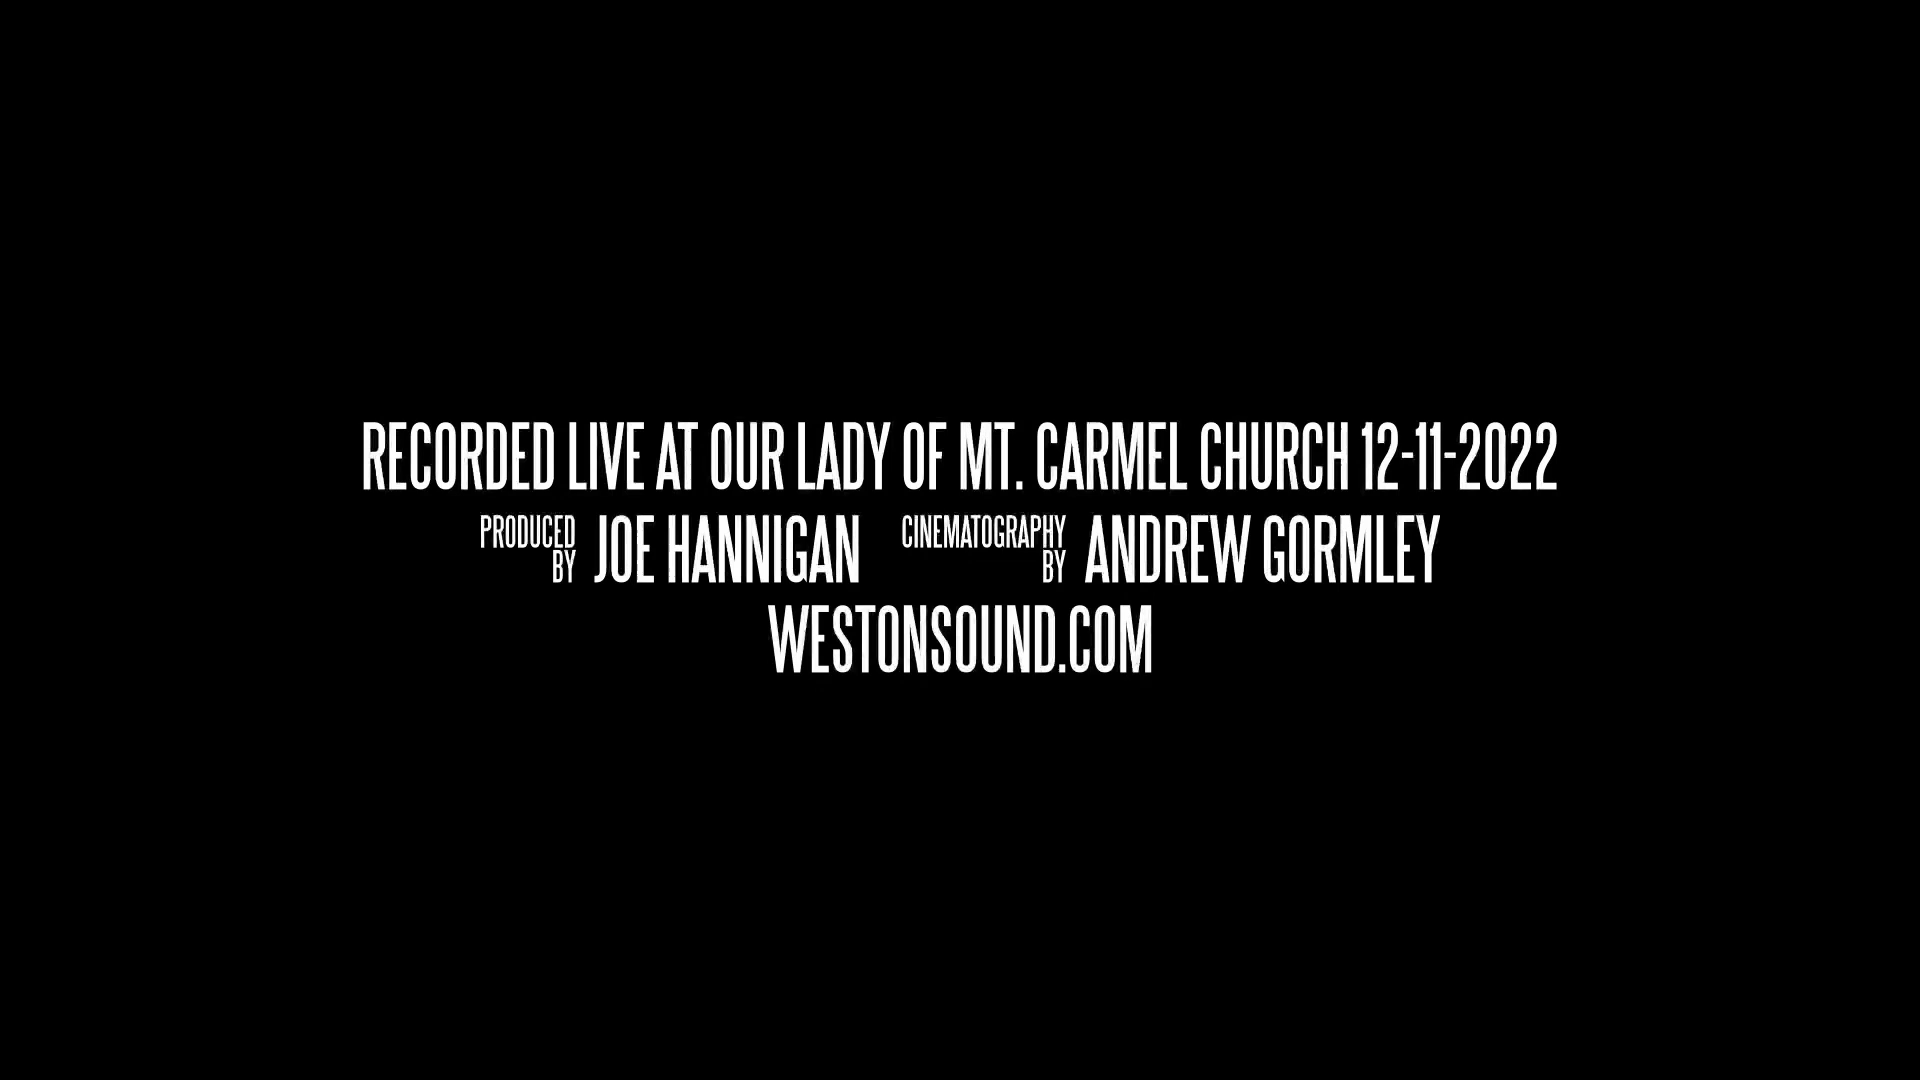 RECORDED LIVE AT OUR LADY OF MT. CARMEL CHURCH 12-11-2022
PRODUCED BY JOE HANNIGAN CINEMATOGRAPHY BY ANDREW GORMLEY
WESTONSOUND.COM